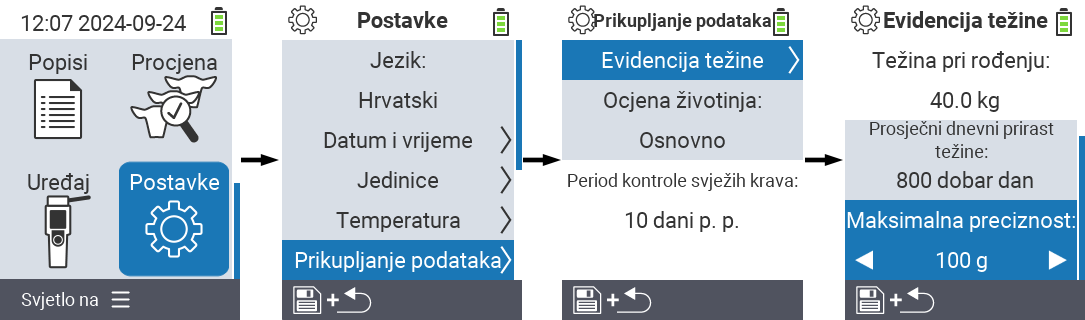 12:07 2024-09-24
Popisi
Procjena
Uređaj
Postavke
Svjetlo na
Postavke
Jezik:
Hrvatski
Datum i vrijeme
Jedinice
Temperatura
Prikupljanje podataka
+
Prikupljanje podataka
Evidencija težine
Ocjena životinja:
Osnovno
Period kontrole svježih krava:
10 dani p. p.
+
Evidencija težine
Težina pri rođenju:
40.0 kg
Prosječni dnevni prirast
težine:
800 dobar dan
Maksimalna preciznost:
100 g
+